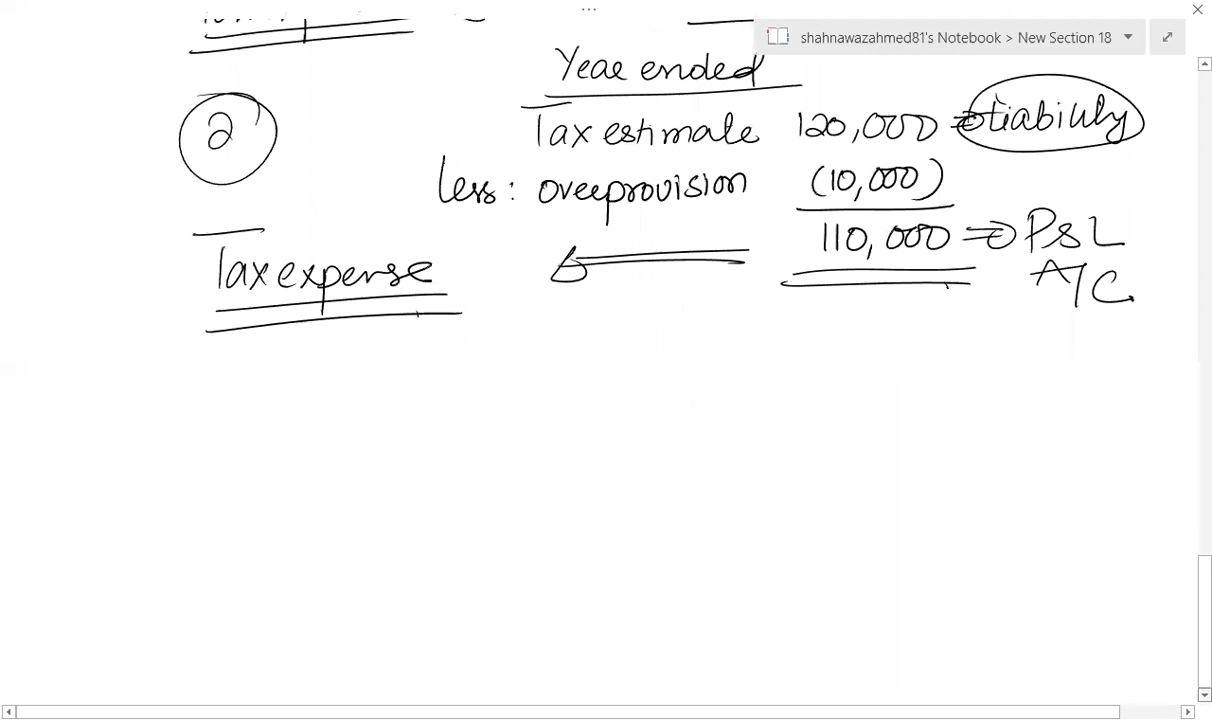 shahnawazahmed81's Notebook > New Section 18
Year ended
2
Tax estimate 120,000 ⇒ liability
less: overprovision (10,000)
110,000 ⇒ P&L
A/C
Tax expense